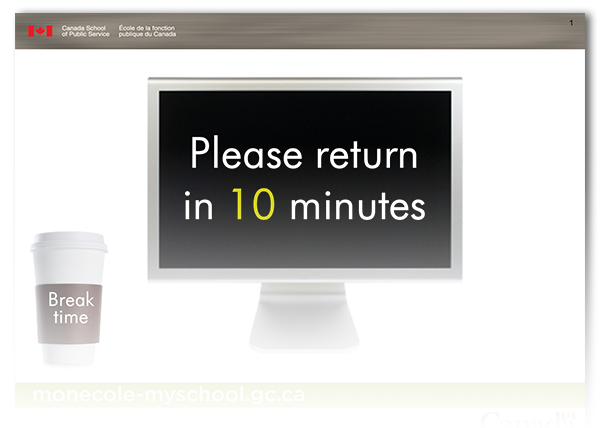 Canada School
of Public Service
École de la fonction
publique du Canada
1
Please return
in 10 minutes
Break
time
monecole-myschool.gc.ca
Canada